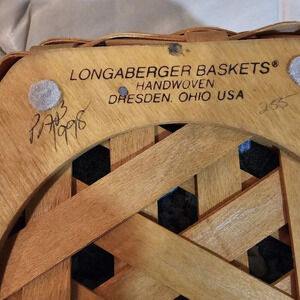 LONGABERGER BASKETS®
HANDWOVEN
DRESDEN, OHIO USA
1998